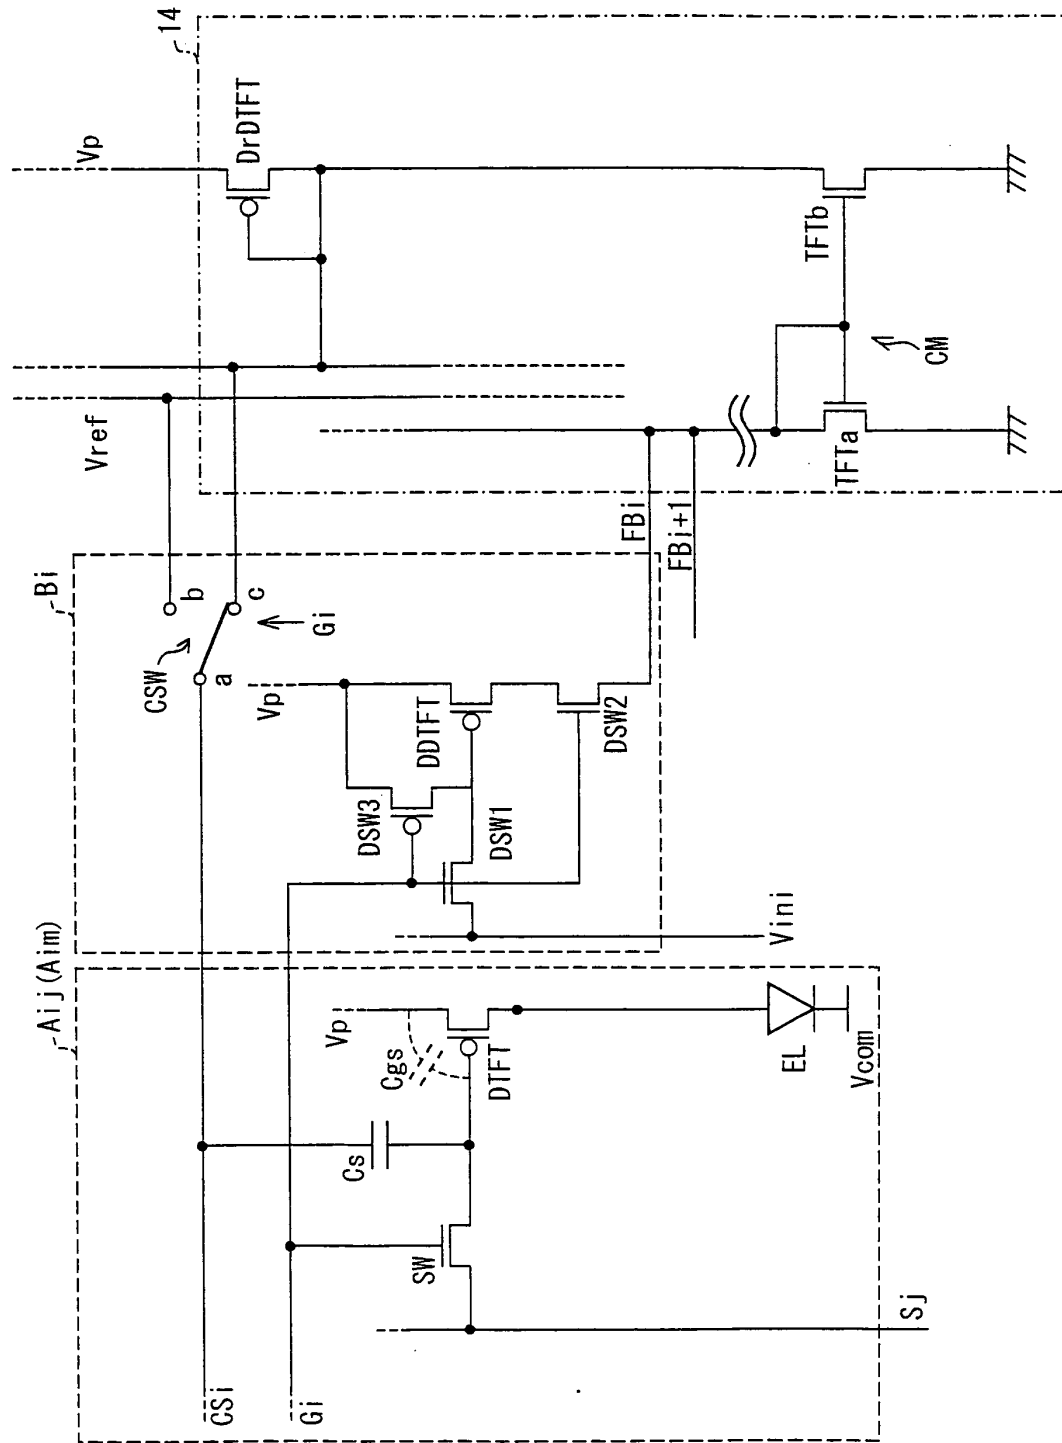 Aij(Aim)
Bi
14
CSi
Gi
Cs
SW
Sj
Vp
Cgs
DTFT
EL
Vcom
CSW
a
b
c
Gi
Vp
DSW3
DDTFT
DSW1
DSW2
Vini
Vref
FBi
FBi+1
Vp
DrDTFT
TFTa
TFTb
CM